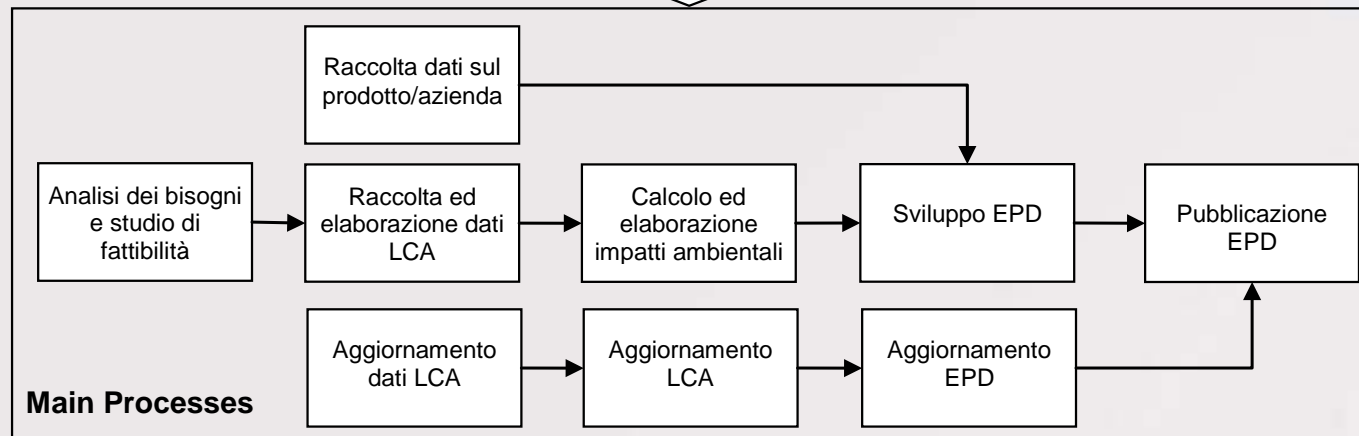 Raccolta dati sul
prodotto/azienda
Analisi dei bisogni
e studio di
fattibilità
Raccolta ed
elaborazione dati
LCA
Calcolo ed
elaborazione
impatti ambientali
Sviluppo EPD
Pubblicazione
EPD
Aggiornamento
dati LCA
Aggiornamento
LCA
Aggiornamento
EPD
Main Processes